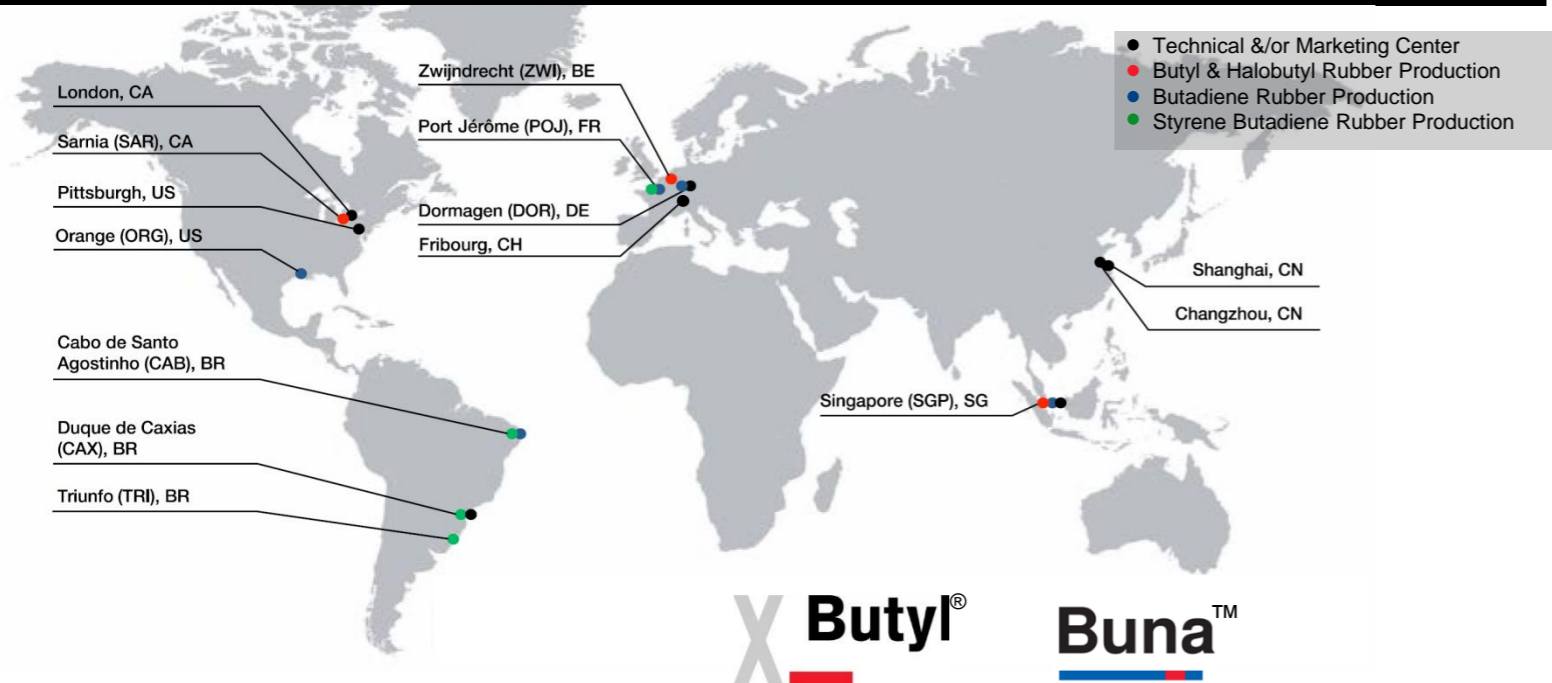 Technical &/or Marketing Center
Butyl & Halobutyl Rubber Production
Butadiene Rubber Production
Styrene Butadiene Rubber Production
London, CA
Sarnia (SAR), CA
Pittsburgh, US
Orange (ORG), US
Cabo de Santo
Agostinho (CAB), BR
Duque de Caxias
(CAX), BR
Triunfo (TRI), BR
Zwijndrecht (ZWI), BE
Port Jérôme (POJ), FR
Dormagen (DOR), DE
Fribourg, CH
Shanghai, CN
Changzhou, CN
Singapore (SGP), SG
X Butyl®
Buna™